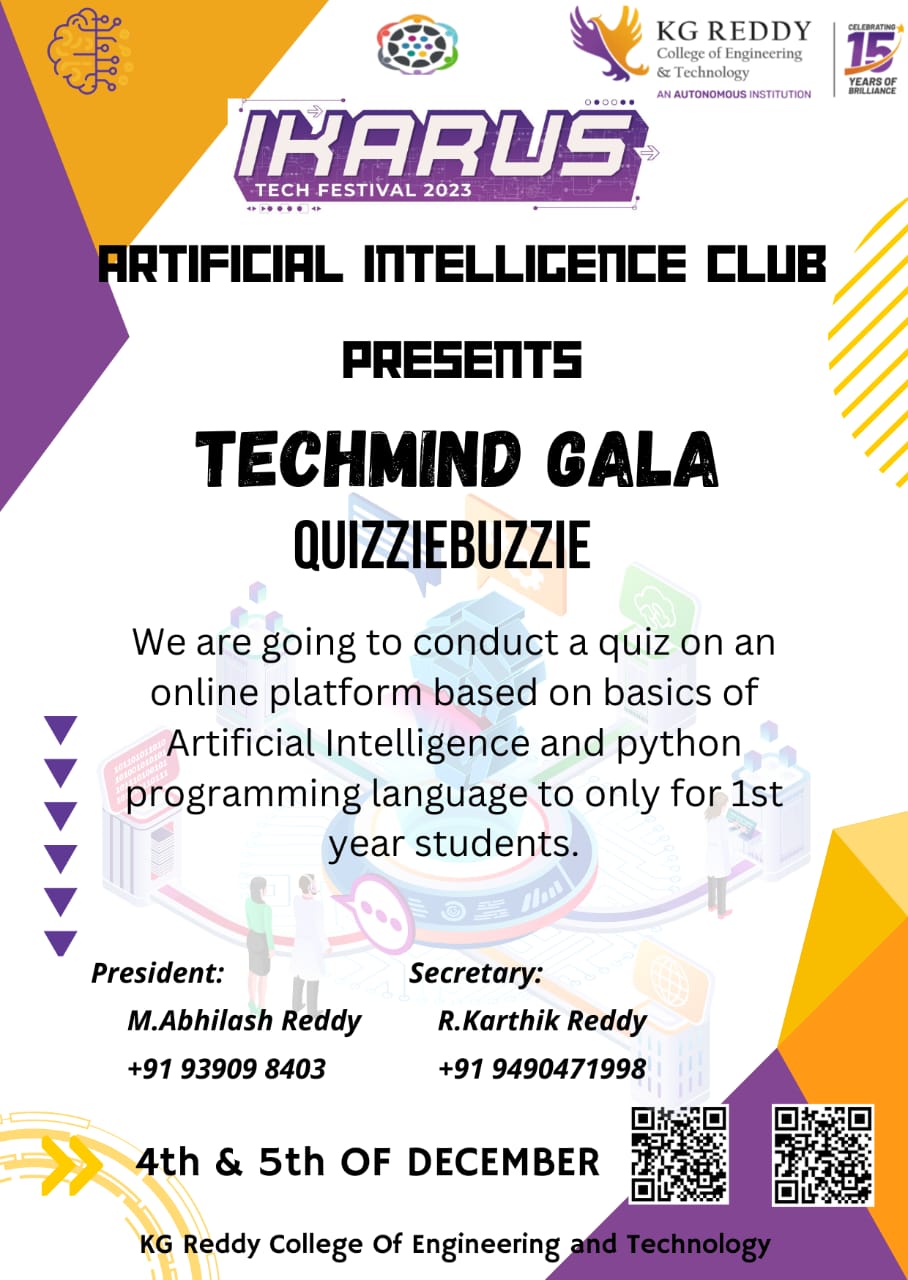 KG REDDY
College of Engineering
& Technology
AN AUTONOMOUS INSTITUTION
CELEBRATING
15
YEARS OF
BRILLIANCE
IKARUS
TECH FESTIVAL 2023
ARTIFICIAL INTELLIGENCE CLUB
PRESENTS
TECHMIND GALA
QUIZZIEBUZZIE
We are going to conduct a quiz on an
online platform based on basics of
Artificial Intelligence and python
programming language to only for 1st
year students.
President:
M.Abhilash Reddy
+91 93909 8403
Secretary:
R.Karthik Reddy
+91 9490471998
4th & 5th OF DECEMBER
KG Reddy College Of Engineering and Technology